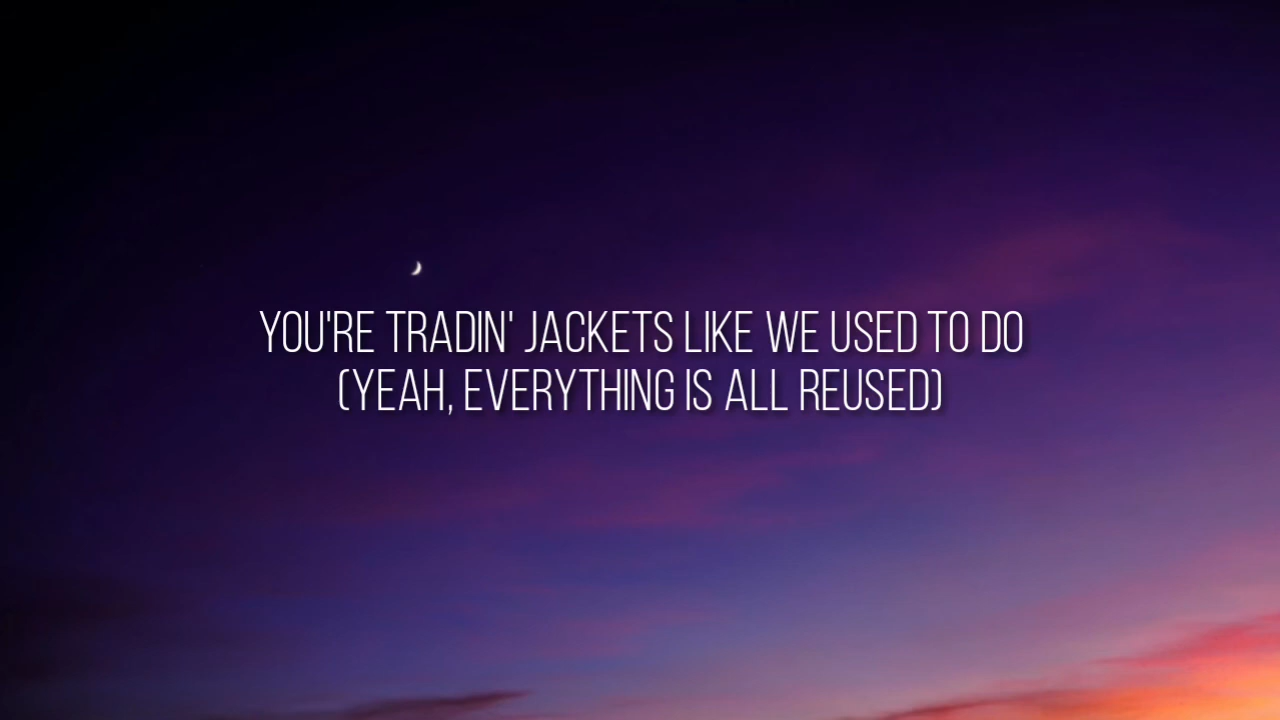 YOU'RE TRADIN' JACKETS LIKE WE USED TO DO
(YEAH, EVERYTHING IS ALL REUSED)